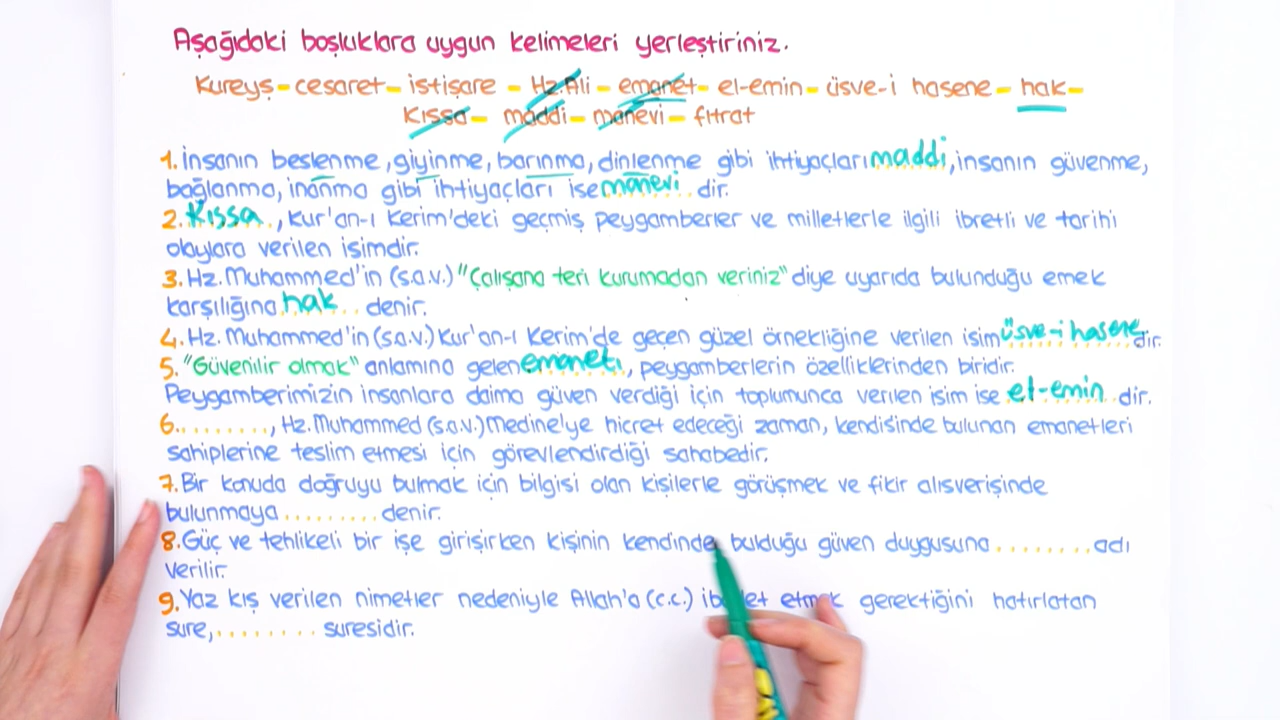 Aşağıdaki boşluklara uygun kelimeleri yerleştiriniz.
Kureyş-cesaret-istişare-Hz.Ali-emanet-el-emin-üsve-i hasene-hak-
Kıssa-maddi-manevi-fıtrat
1.İnsanın beslenme,giyinme,barınma,dinlenme gibi ihtiyaçları maddi,insanın güvenme,
bağlanma,inanma gibi ihtiyaçları ise manevi..dir.
2.Kıssa..,Kur'an-ı Kerim'deki geçmiş peygamberler ve milletlerle ilgili ibretli ve tarihi
olaylara verilen isimdir.
3.Hz.Muhammed'in (s.a.v.) "Çalışana teri kurumadan veriniz" diye uyarıda bulunduğu emek
karşılığına hak.. denir.
4.Hz.Muhammed'in (s.a.v.) Kur'an-ı Kerim'de geçen güzel örnekliğine verilen isim üsve-i hasene dir.
5."Güvenilir olmak" anlamına gelen emanet.., peygamberlerin özelliklerinden biridir.
Peygamberimizin insanlara daima güven verdiği için toplumunca verilen isim ise el-emin..dir.
6.........,Hz.Muhammed (s.a.v.) Medine'ye hicret edeceği zaman, kendisinde bulunan emanetleri
sahiplerine teslim etmesi için görevlendirdiği sahabedir.
7.Bir konuda doğruyu bulmak için bilgisi olan kişilerle görüşmek ve fikir alısverişinde
bulunmaya......... denir.
8.Güç ve tehlikeli bir işe girişirken kişinin kendinde bulduğu güven duygusuna........adı
verilir.
9.Yaz kış verilen nimetler nedeniyle Allah'a (c.c.) etmek gerektiğini hatırlatan
sure,........ suresidir.